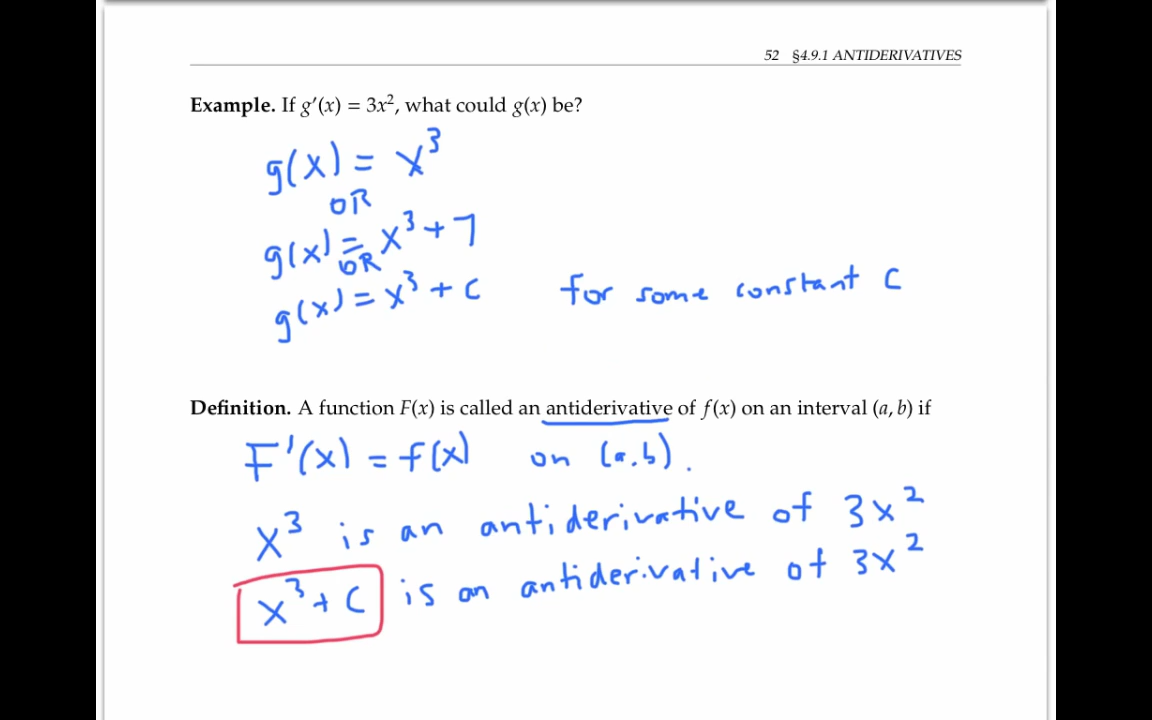 52 §4.9.1 ANTIDERIVATIVES
Example. If g′(x) = 3x², what could g(x) be?
g(x) = x³
OR
g(x) = x³ + 7
OR
g(x) = x³ + C for some constant C
Definition. A function F(x) is called an antiderivative of f(x) on an interval (a, b) if
F'(x) = f(x) on (a,b).
x³ is an antiderivative of 3x²
x³ + C is an antiderivative of 3x²